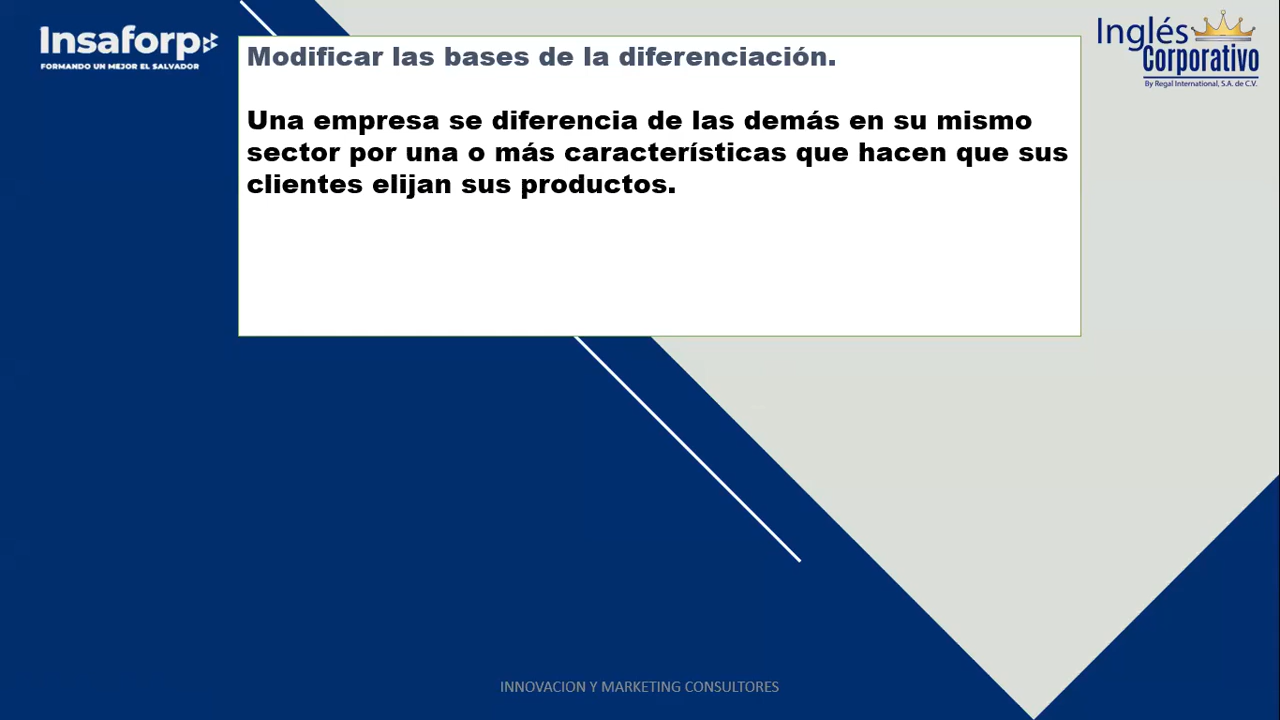 Insaforp
FORMANDO UN MEJOR EL SALVADOR
Inglés
Corporativo
By Regal International, S.A. de C.V.
Modificar las bases de la diferenciación.
Una empresa se diferencia de las demás en su mismo
sector por una o más características que hacen que sus
clientes elijan sus productos.
INNOVACION Y MARKETING CONSULTORES